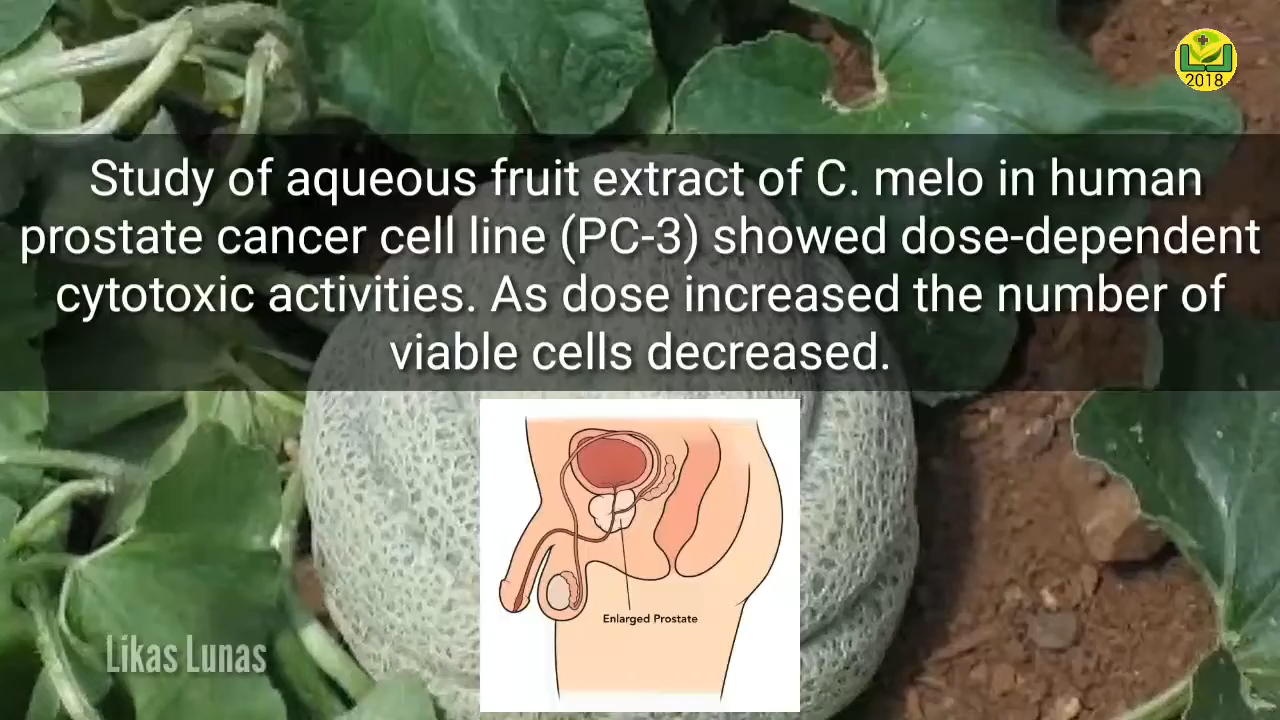 2018
Study of aqueous fruit extract of C. melo in human
prostate cancer cell line (PC-3) showed dose-dependent
cytotoxic activities. As dose increased the number of
viable cells decreased.
Enlarged Prostate
Likas Lunas